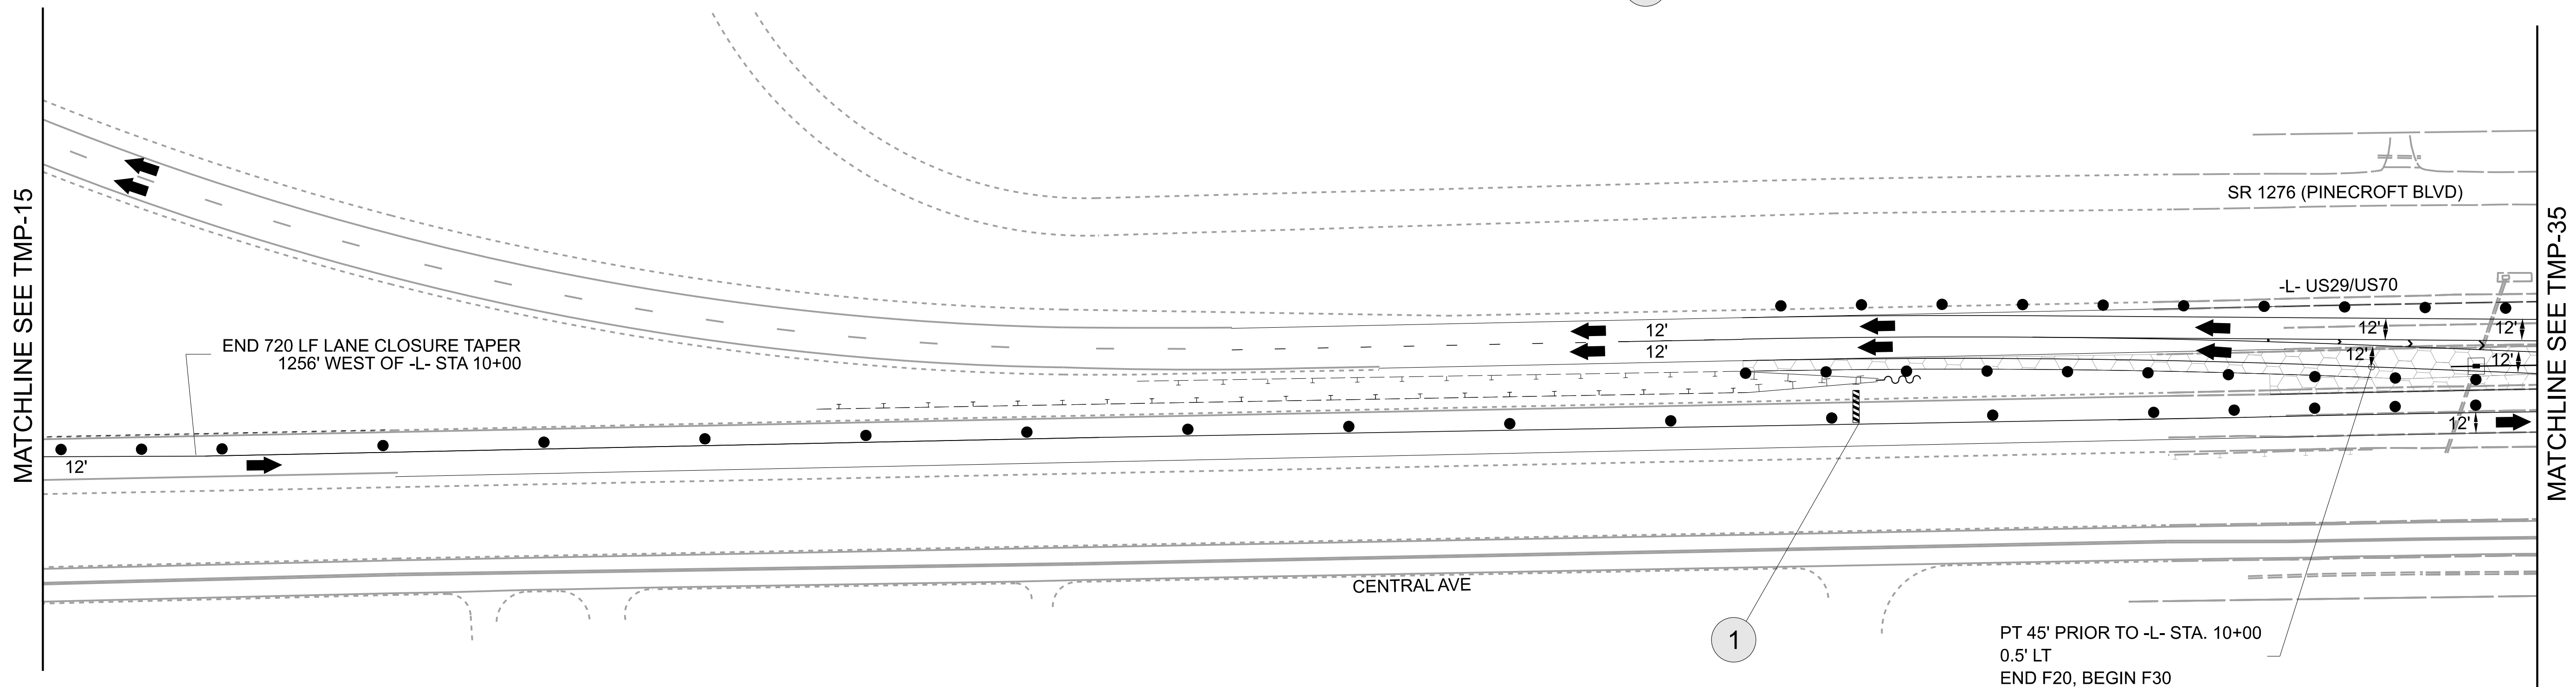 MATCHLINE SEE TMP-15
SR 1276 (PINECROFT BLVD)
MATCHLINE SEE TMP-35
-L- US29/US70
12'
12'
12'
12'
12'
12'
END 720 LF LANE CLOSURE TAPER
1256' WEST OF -L- STA 10+00
12'
12'
CENTRAL AVE
1
PT 45' PRIOR TO -L- STA. 10+00
0.5' LT
END F20, BEGIN F30